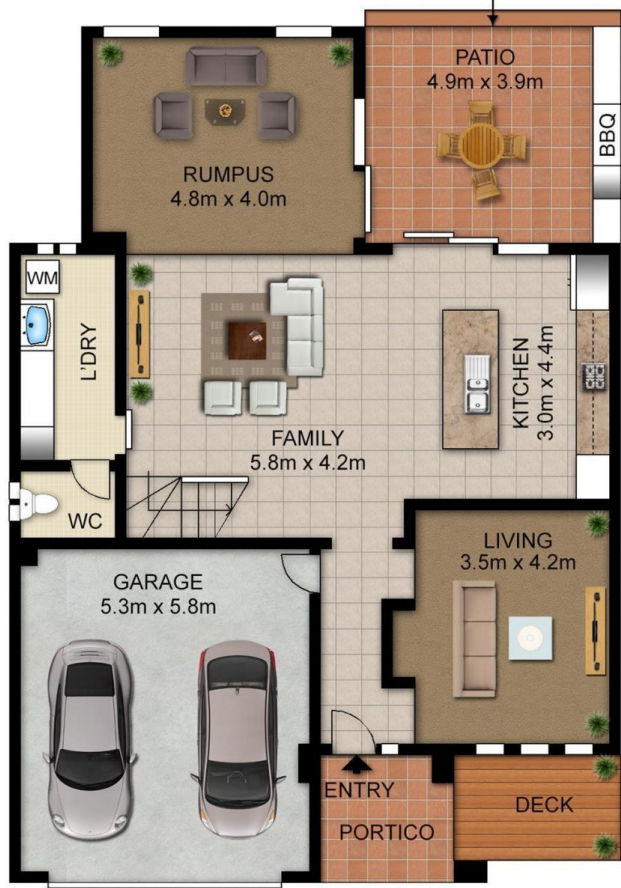 PATIO
4.9m x 3.9m
BBQ
RUMPUS
4.8m x 4.0m
WM
L'DRY
KITCHEN
3.0m x 4.4m
FAMILY
5.8m x 4.2m
WC
LIVING
3.5m x 4.2m
GARAGE
5.3m x 5.8m
ENTRY
PORTICO
DECK